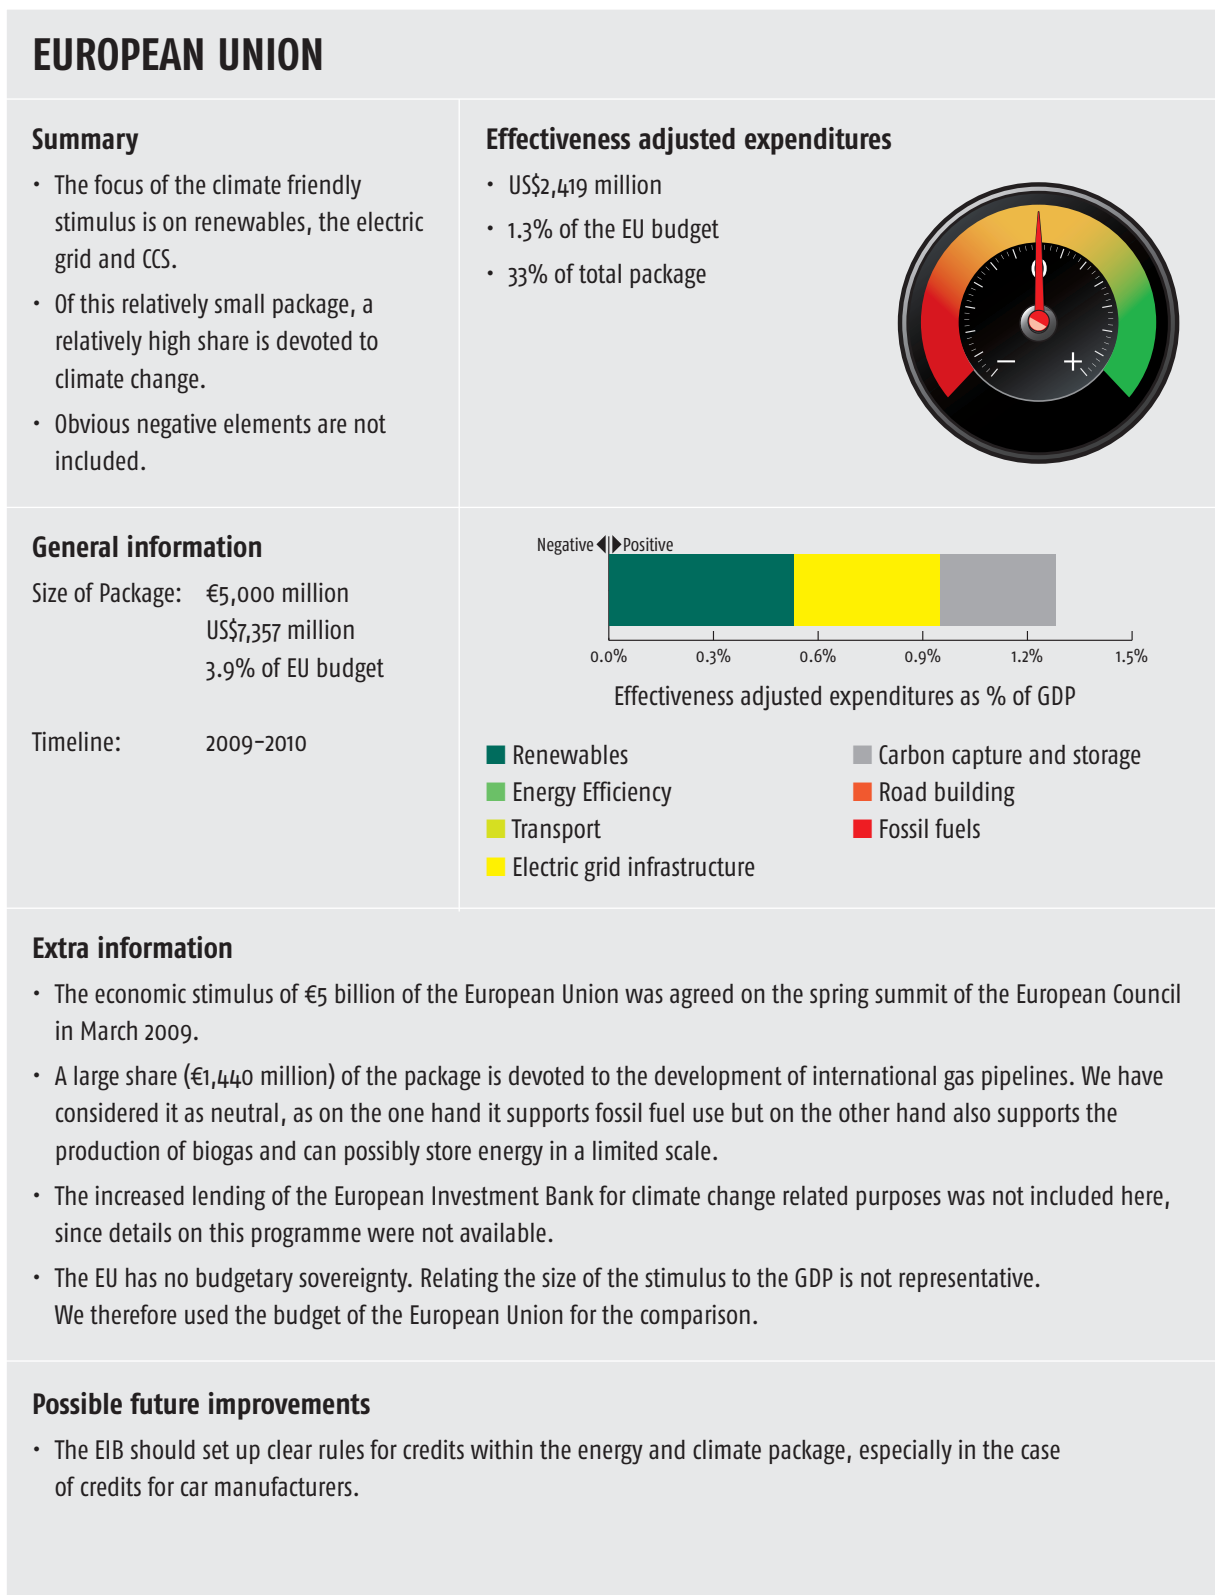 EUROPEAN UNION
Summary
• The focus of the climate friendly
stimulus is on renewables, the electric
grid and CCS.
• Of this relatively small package, a
relatively high share is devoted to
climate change.
• Obvious negative elements are not
included.
Effectiveness adjusted expenditures
• US$2,419 million
• 1.3% of the EU budget
• 33% of total package
0
− +
General information
Size of Package: €5,000 million
US$7,357 million
3.9% of EU budget
Timeline: 2009–2010
Negative Positive
0.0% 0.3% 0.6% 0.9% 1.2% 1.5%
Effectiveness adjusted expenditures as % of GDP
Renewables
Energy Efficiency
Transport
Electric grid infrastructure
Carbon capture and storage
Road building
Fossil fuels
Extra information
• The economic stimulus of €5 billion of the European Union was agreed on the spring summit of the European Council
in March 2009.
• A large share (€1,440 million) of the package is devoted to the development of international gas pipelines. We have
considered it as neutral, as on the one hand it supports fossil fuel use but on the other hand also supports the
production of biogas and can possibly store energy in a limited scale.
• The increased lending of the European Investment Bank for climate change related purposes was not included here,
since details on this programme were not available.
• The EU has no budgetary sovereignty. Relating the size of the stimulus to the GDP is not representative.
We therefore used the budget of the European Union for the comparison.
Possible future improvements
• The EIB should set up clear rules for credits within the energy and climate package, especially in the case
of credits for car manufacturers.